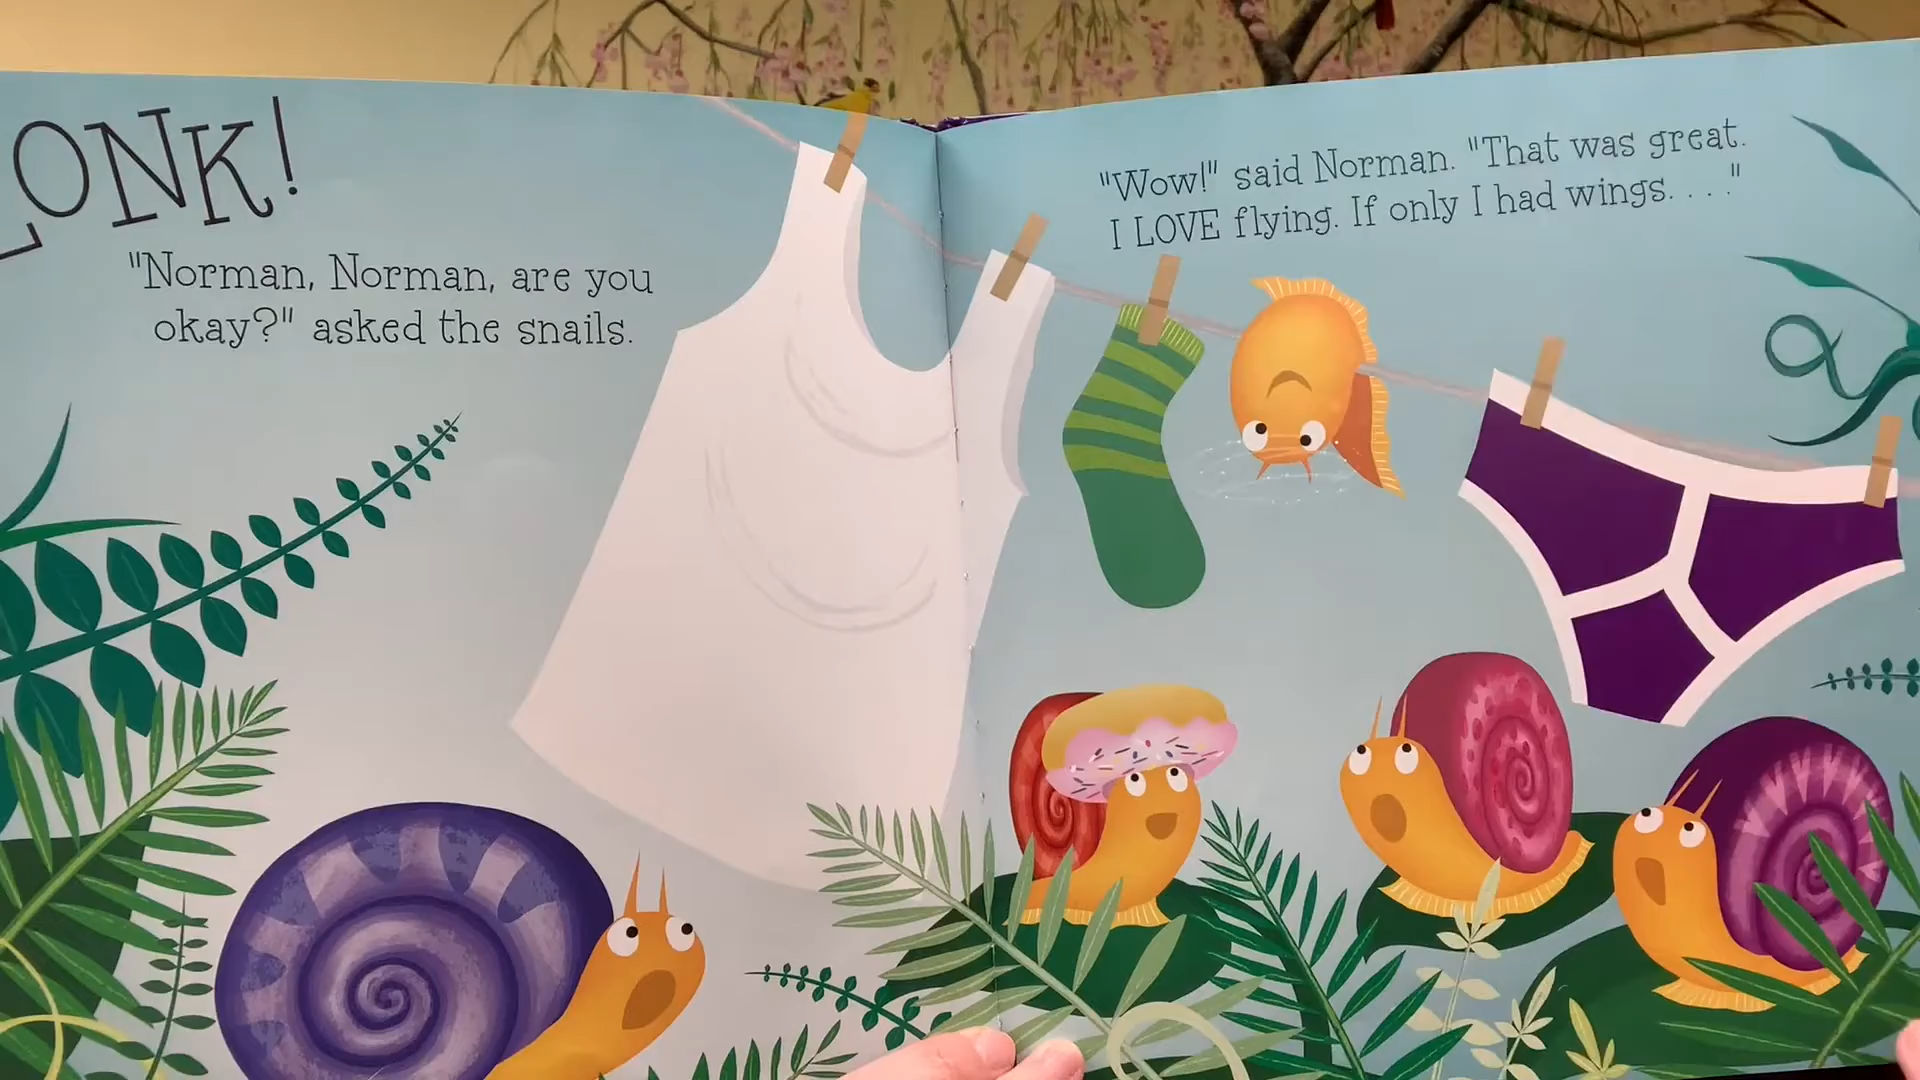 LONK!
"Norman, Norman, are you
okay?" asked the snails.
"Wow!" said Norman. "That was great.
I LOVE flying. If only I had wings. . . ."